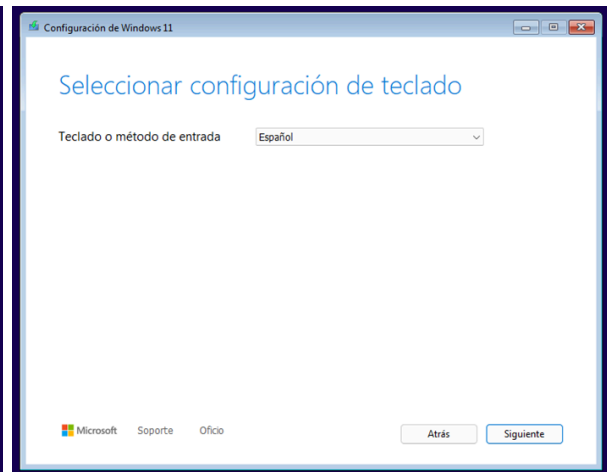 Configuración de Windows 11
Seleccionar configuración de teclado
Teclado o método de entrada Español
Microsoft Soporte Oficio Atrás Siguiente